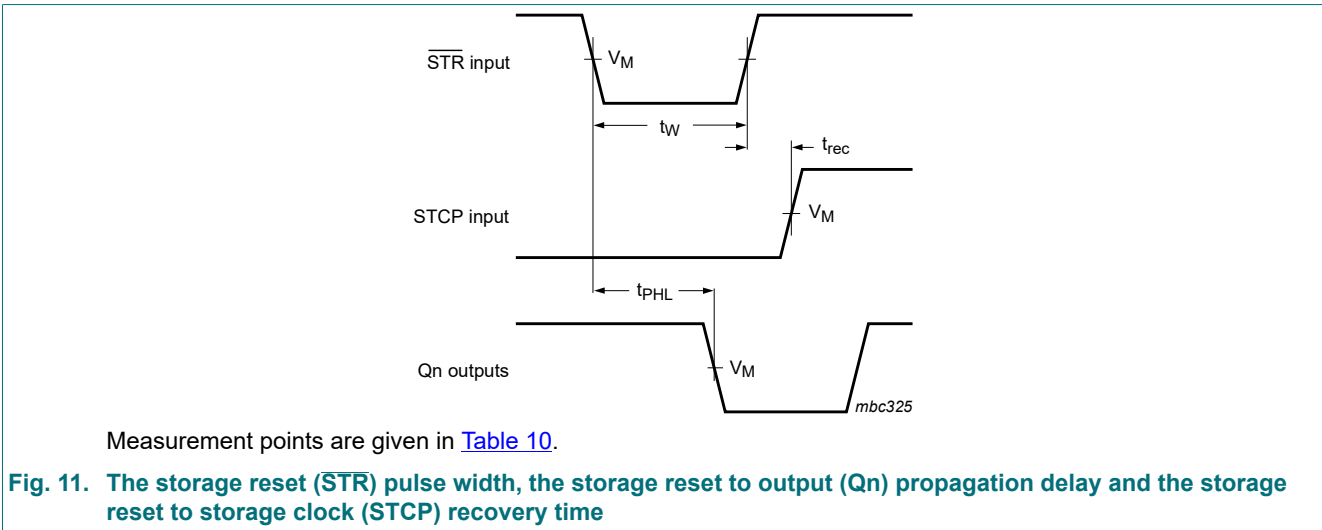 STR input
VM
tW
trec
STCP input
VM
tPHL
Qn outputs
VM
mbc325
Measurement points are given in Table 10.
Fig. 11. The storage reset (STR) pulse width, the storage reset to output (Qn) propagation delay and the storage
reset to storage clock (STCP) recovery time